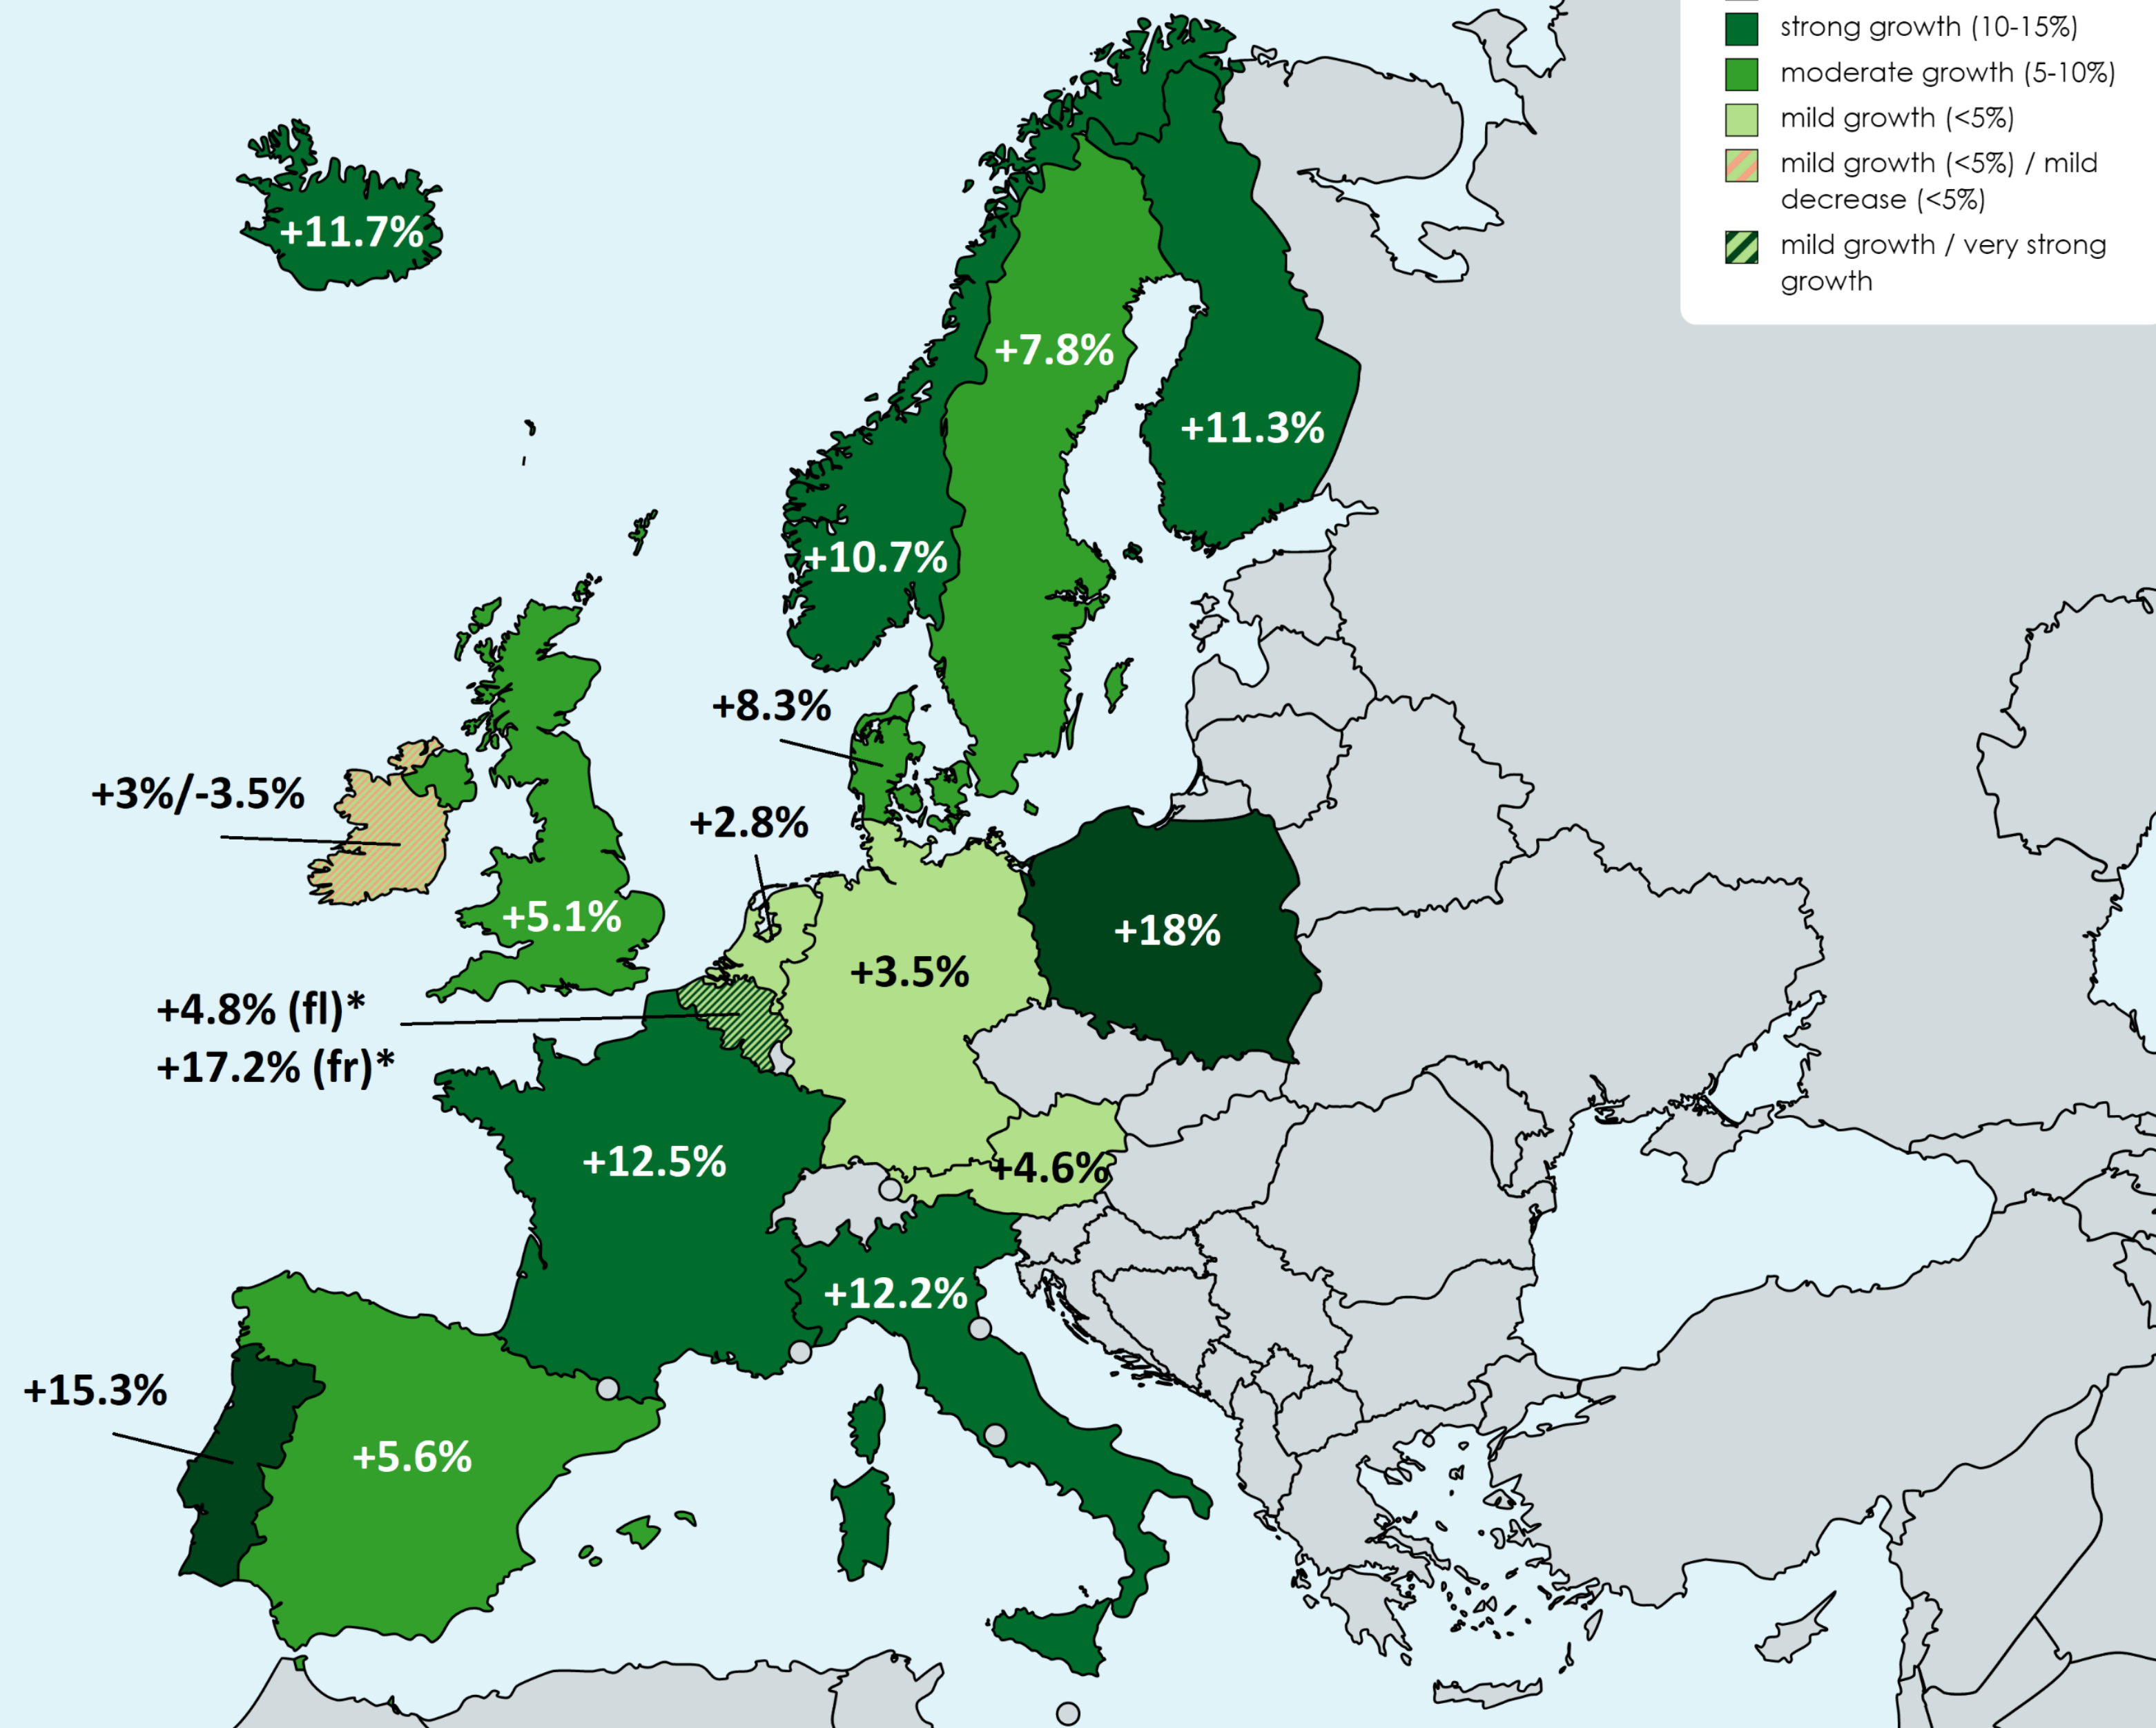 strong growth (10-15%)
moderate growth (5-10%)
mild growth (<5%)
mild growth (<5%) / mild
decrease (<5%)
mild growth / very strong
growth
+11.7%
+7.8%
+11.3%
+10.7%
+8.3%
+3%/-3.5%
+2.8%
+5.1%
+18%
+3.5%
+4.8% (fl)*
+17.2% (fr)*
+12.5%
+4.6%
+12.2%
+15.3%
+5.6%